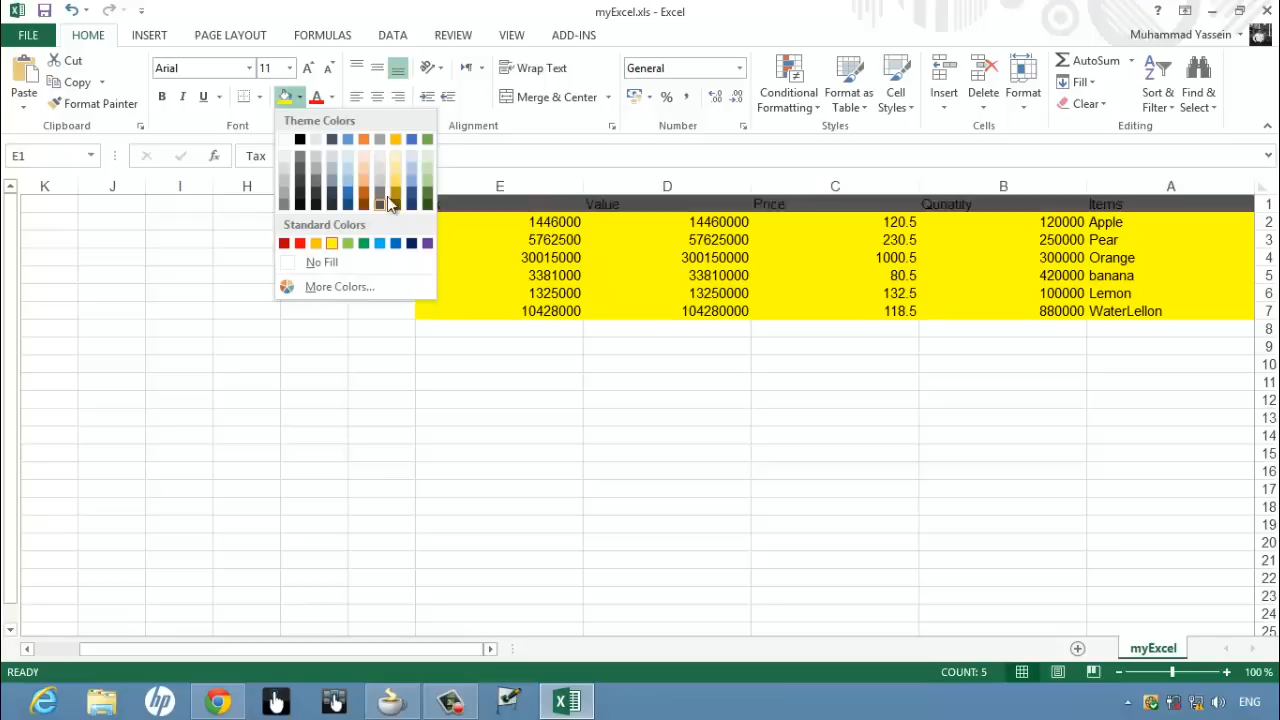 myExcel.xls - Excel
?
FILE HOME INSERT PAGE LAYOUT FORMULAS DATA REVIEW VIEW ADD-INS Muhammad Yassein
Paste Cut Copy Format Painter
Clipboard
Arial 11
B I U A
Font
Wrap Text
Merge & Center
Alignment
General
% ,
Number
Conditional Formatting Format as Table Cell Styles
Styles
Insert Delete Format
Cells
AutoSum Fill Clear Sort & Filter Find & Select
Editing
E1 fx Tax
Theme Colors
Standard Colors
No Fill
More Colors...
K J I H E D C B A
Value Price Qunatity Items 1
1446000 14460000 120.5 120000 Apple 2
5762500 57625000 230.5 250000 Pear 3
30015000 300150000 1000.5 300000 Orange 4
3381000 33810000 80.5 420000 banana 5
1325000 13250000 132.5 100000 Lemon 6
10428000 104280000 118.5 880000 WaterLellon 7
8
9
10
11
12
13
14
15
16
17
18
19
20
21
22
23
24
25
myExcel
READY COUNT: 5 100 %
ENG